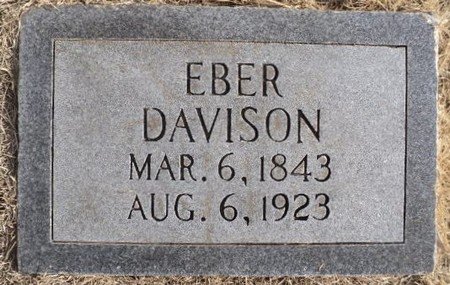 EBER
DAVISON
MAR. 6, 1843
AUG. 6, 1923